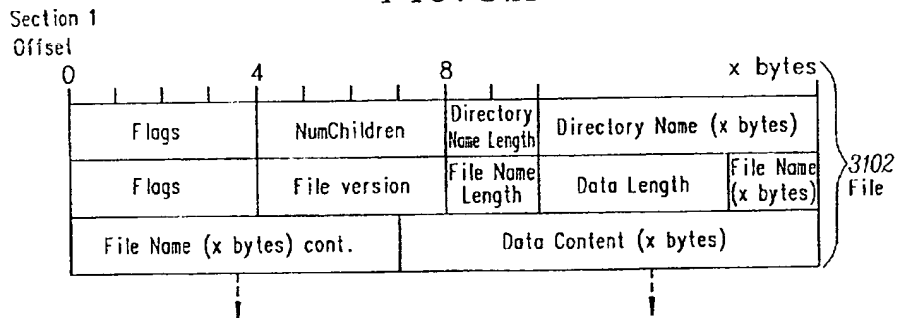 Section 1
Offset
0 4 8 x bytes
Flags NumChildren Directory Name Length Directory Name (x bytes)
Flags File version File Name Length Data Length File Name (x bytes)
File Name (x bytes) cont. Data Content (x bytes)
3102
File